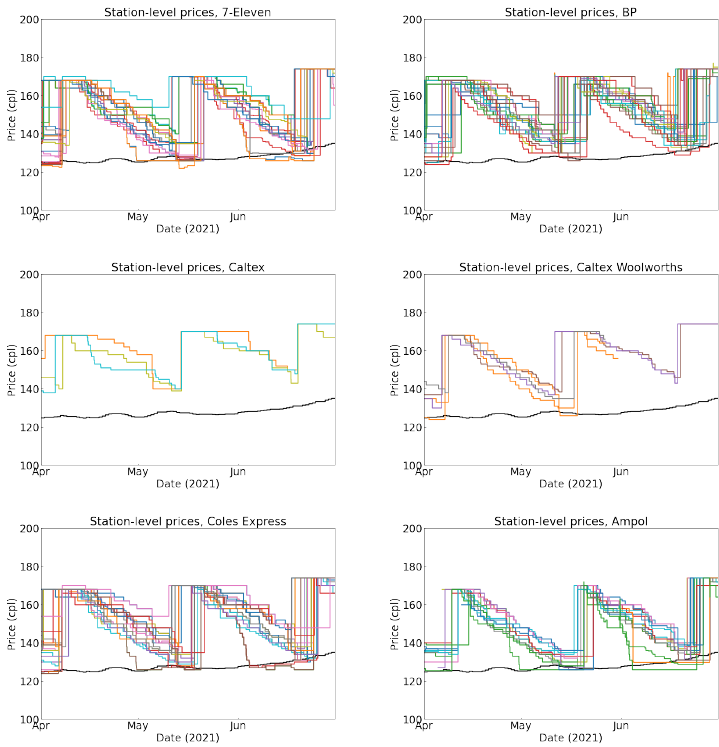 Station-level prices, 7-Eleven
200
180
160
140
120
100
Price (cpl)
Apr May Jun
Date (2021)
Station-level prices, BP
200
180
160
140
120
100
Price (cpl)
Apr May Jun
Date (2021)
Station-level prices, Caltex
200
180
160
140
120
100
Price (cpl)
Apr May Jun
Date (2021)
Station-level prices, Caltex Woolworths
200
180
160
140
120
100
Price (cpl)
Apr May Jun
Date (2021)
Station-level prices, Coles Express
200
180
160
140
120
100
Price (cpl)
Apr May Jun
Date (2021)
Station-level prices, Ampol
200
180
160
140
120
100
Price (cpl)
Apr May Jun
Date (2021)